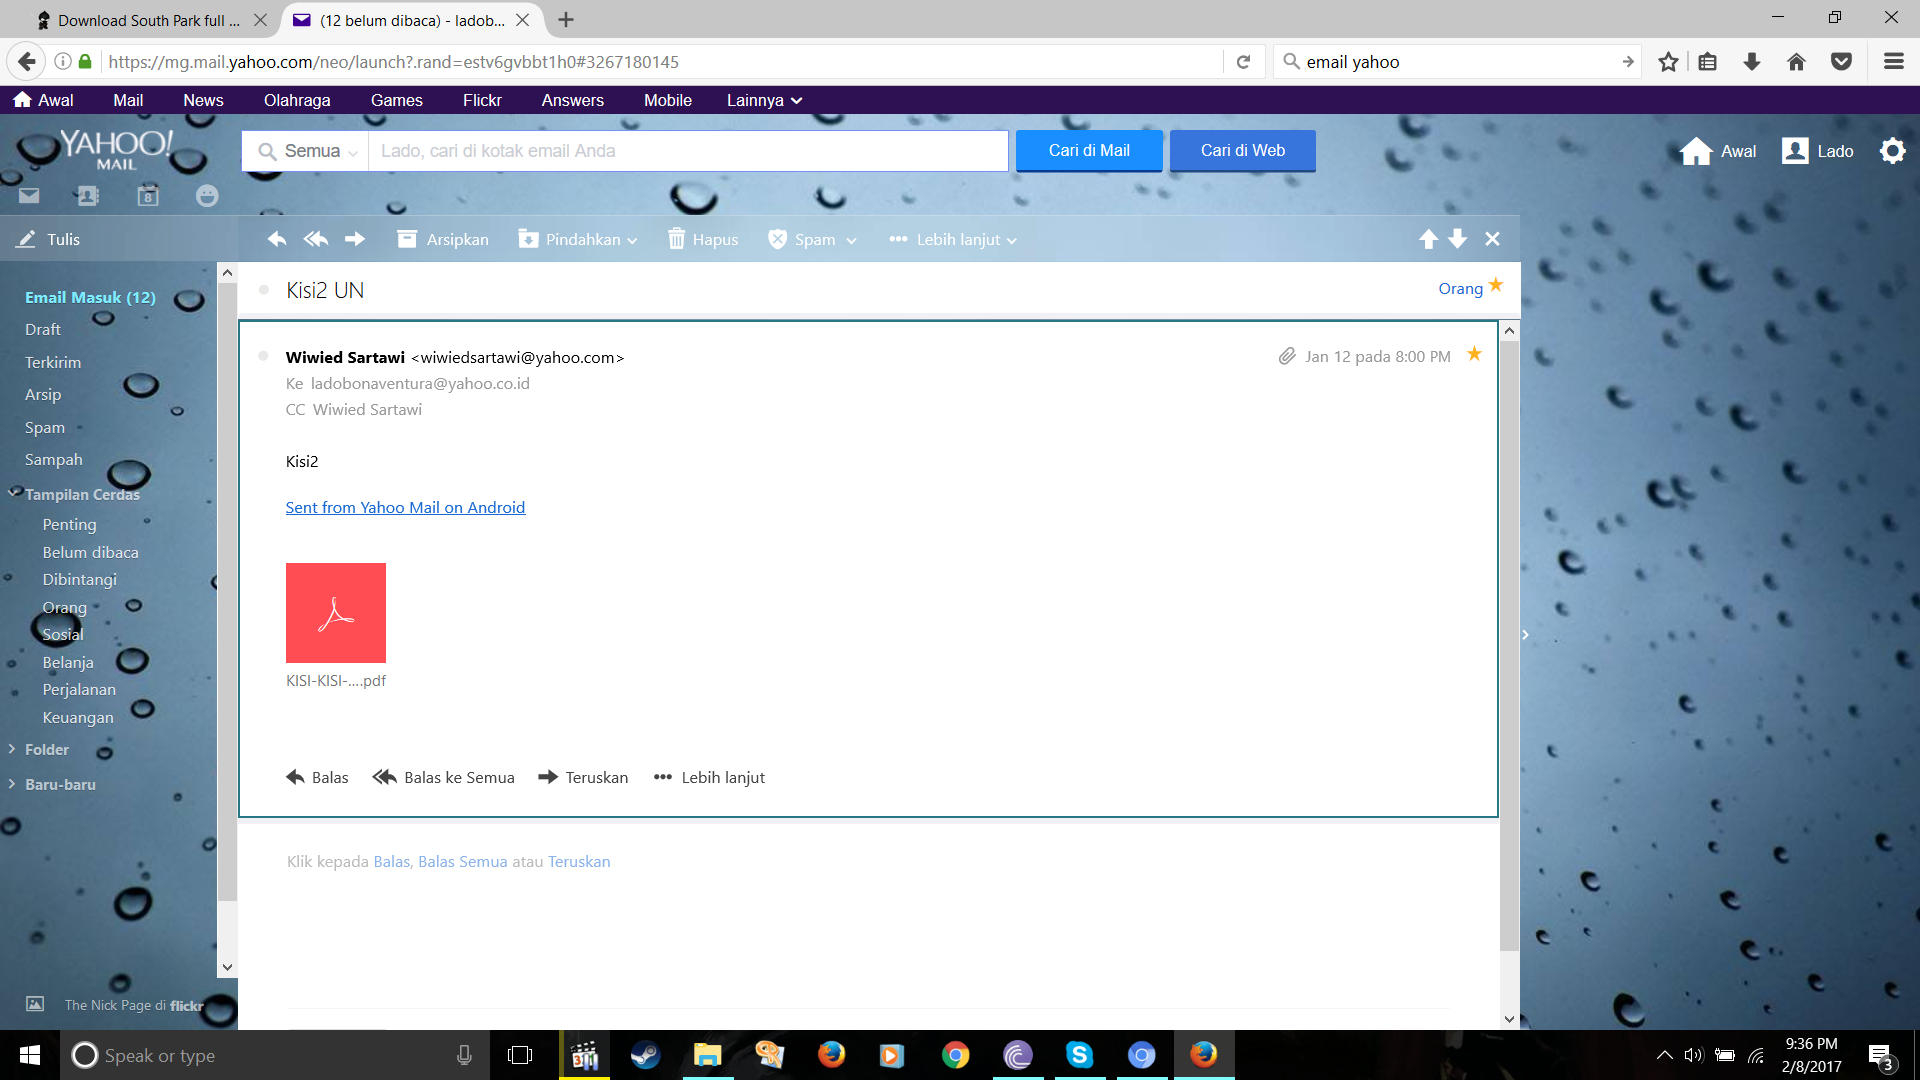 Download South Park full ...
(12 belum dibaca) - ladob...
https://mg.mail.yahoo.com/neo/launch?.rand=estv6gvbbt1h0#3267180145
email yahoo
Awal Mail News Olahraga Games Flickr Answers Mobile Lainnya
YAHOO! MAIL
Semua
Lado, cari di kotak email Anda
Cari di Mail
Cari di Web
Awal
Lado
8
Tulis
Arsipkan Pindahkan Hapus Spam Lebih lanjut
Email Masuk (12)
Draft
Terkirim
Arsip
Spam
Sampah
Tampilan Cerdas
Penting
Belum dibaca
Dibintangi
Orang
Sosial
Belanja
Perjalanan
Keuangan
Folder
Baru-baru
The Nick Page di flickr
Kisi2 UN
Orang
Wiwied Sartawi <wiwiedsartawi@yahoo.com>
Jan 12 pada 8:00 PM
Ke ladobonaventura@yahoo.co.id
CC Wiwied Sartawi
Kisi2
Sent from Yahoo Mail on Android
KISI-KISI-....pdf
Balas Balas ke Semua Teruskan Lebih lanjut
Klik kepada Balas, Balas Semua atau Teruskan
Speak or type
9:36 PM
2/8/2017
3